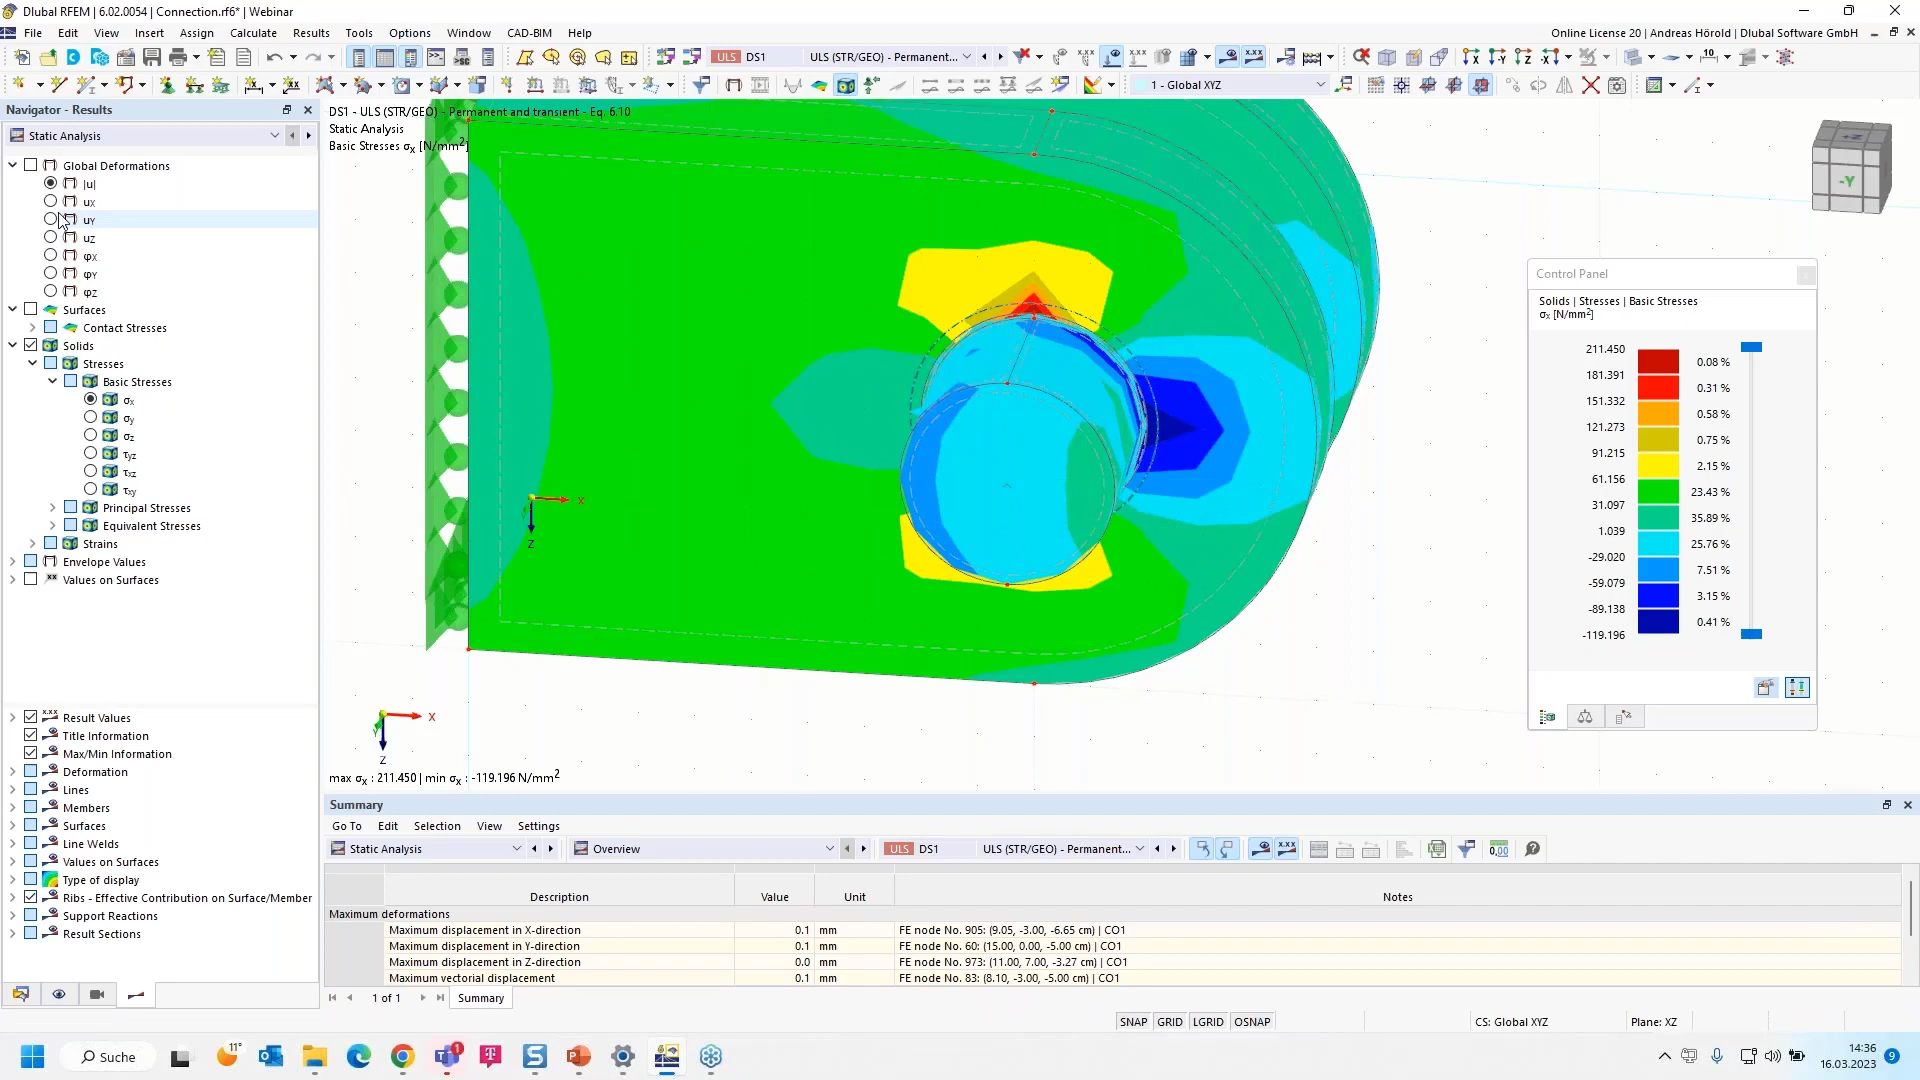 Dlubal RFEM | 6.02.0054 | Connection.rf6* | Webinar
File Edit View Insert Assign Calculate Results Tools Options Window CAD-BIM Help
Online License 20 | Andreas Hörold | Dlubal Software GmbH
ULS DS1 ULS (STR/GEO) - Permanent...
1 - Global XYZ
Navigator - Results
Static Analysis
Global Deformations
|u|
uX
uY
uZ
φX
φY
φZ
Surfaces
Contact Stresses
Solids
Stresses
Basic Stresses
σx
σy
σz
τyz
τxz
τxy
Principal Stresses
Equivalent Stresses
Strains
Envelope Values
Values on Surfaces
Result Values
Title Information
Max/Min Information
Deformation
Lines
Members
Surfaces
Line Welds
Values on Surfaces
Type of display
Ribs - Effective Contribution on Surface/Member
Support Reactions
Result Sections
DS1 - ULS (STR/GEO) - Permanent and transient - Eq. 6.10
Static Analysis
Basic Stresses σx [N/mm2]
-Y
X
Z
X
Z
max σx : 211.450 | min σx : -119.196 N/mm2
Control Panel
Solids | Stresses | Basic Stresses
σx [N/mm2]
211.450
0.08 %
181.391
0.31 %
151.332
0.58 %
121.273
0.75 %
91.215
2.15 %
61.156
23.43 %
31.097
35.89 %
1.039
25.76 %
-29.020
7.51 %
-59.079
3.15 %
-89.138
0.41 %
-119.196
Summary
Go To Edit Selection View Settings
Static Analysis Overview ULS DS1 ULS (STR/GEO) - Permanent...
Description Value Unit Notes
Maximum deformations
Maximum displacement in X-direction 0.1 mm FE node No. 905: (9.05, -3.00, -6.65 cm) | CO1
Maximum displacement in Y-direction 0.1 mm FE node No. 60: (15.00, 0.00, -5.00 cm) | CO1
Maximum displacement in Z-direction 0.0 mm FE node No. 973: (11.00, 7.00, -3.27 cm) | CO1
Maximum vectorial displacement 0.1 mm FE node No. 83: (8.10, -3.00, -5.00 cm) | CO1
1 of 1 Summary
SNAP GRID LGRID OSNAP CS: Global XYZ Plane: XZ
Suche 11° 1 14:36
16.03.2023 9